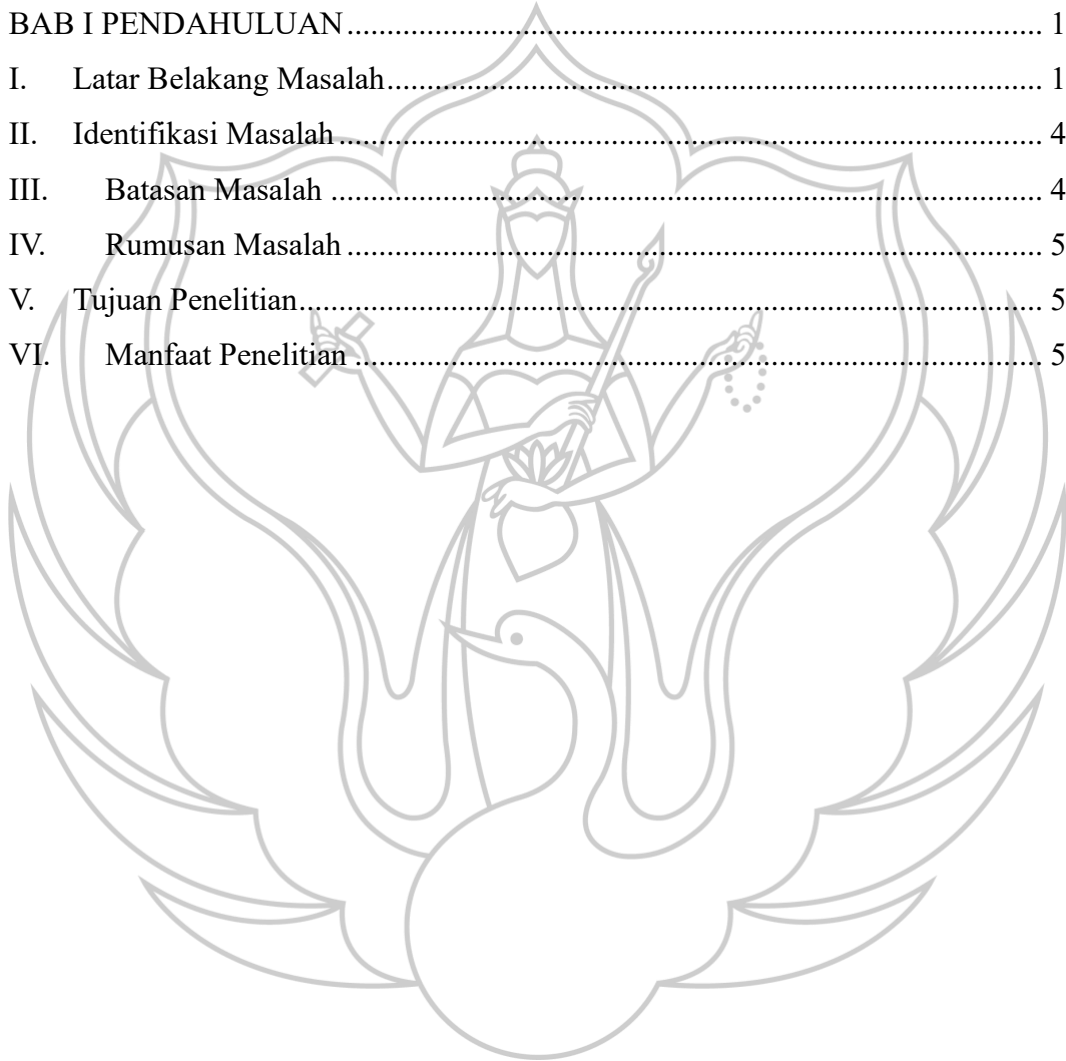 BAB I PENDAHULUAN.......................................................................................... 1
I. Latar Belakang Masalah..................................................................................... 1
II. Identifikasi Masalah........................................................................................... 4
III. Batasan Masalah ............................................................................................ 4
IV. Rumusan Masalah .......................................................................................... 5
V. Tujuan Penelitian................................................................................................ 5
VI. Manfaat Penelitian ......................................................................................... 5